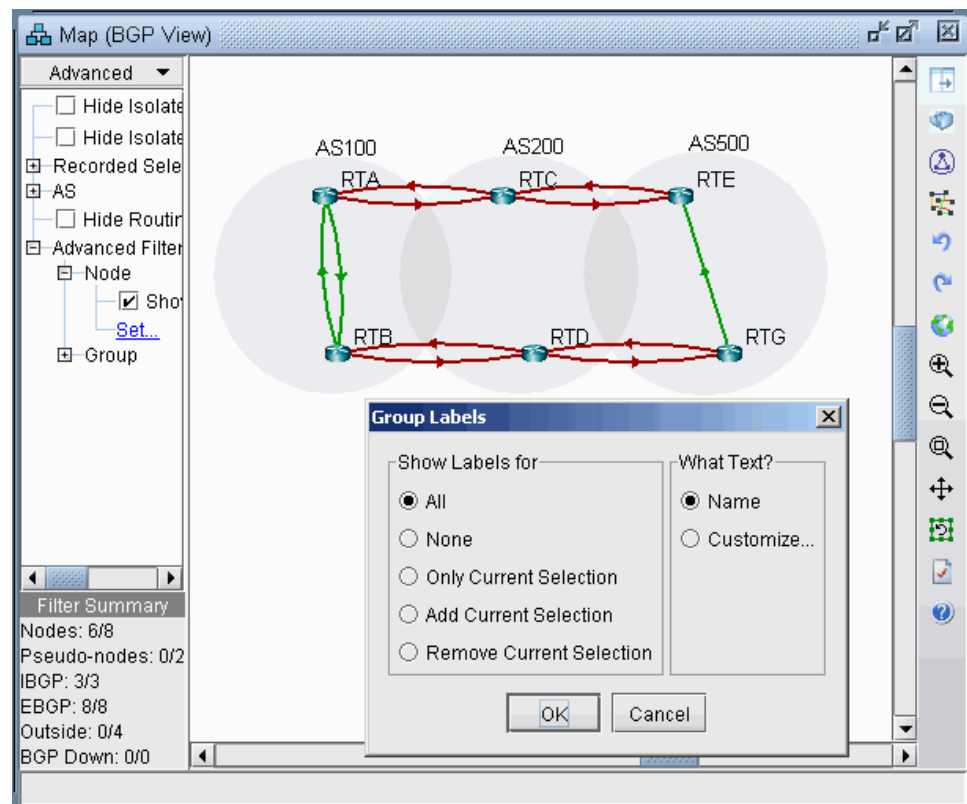 Map (BGP View)
Advanced
Hide Isolate
Hide Isolate
Recorded Sele
AS
Hide Routin
Advanced Filter
Node
Sho
Set...
Group
Filter Summary
Nodes: 6/8
Pseudo-nodes: 0/2
IBGP: 3/3
EBGP: 8/8
Outside: 0/4
BGP Down: 0/0
AS100 AS200 AS500
RTA RTC RTE
RTB RTD RTG
Group Labels
Show Labels for
All
None
Only Current Selection
Add Current Selection
Remove Current Selection
What Text?
Name
Customize...
OK Cancel